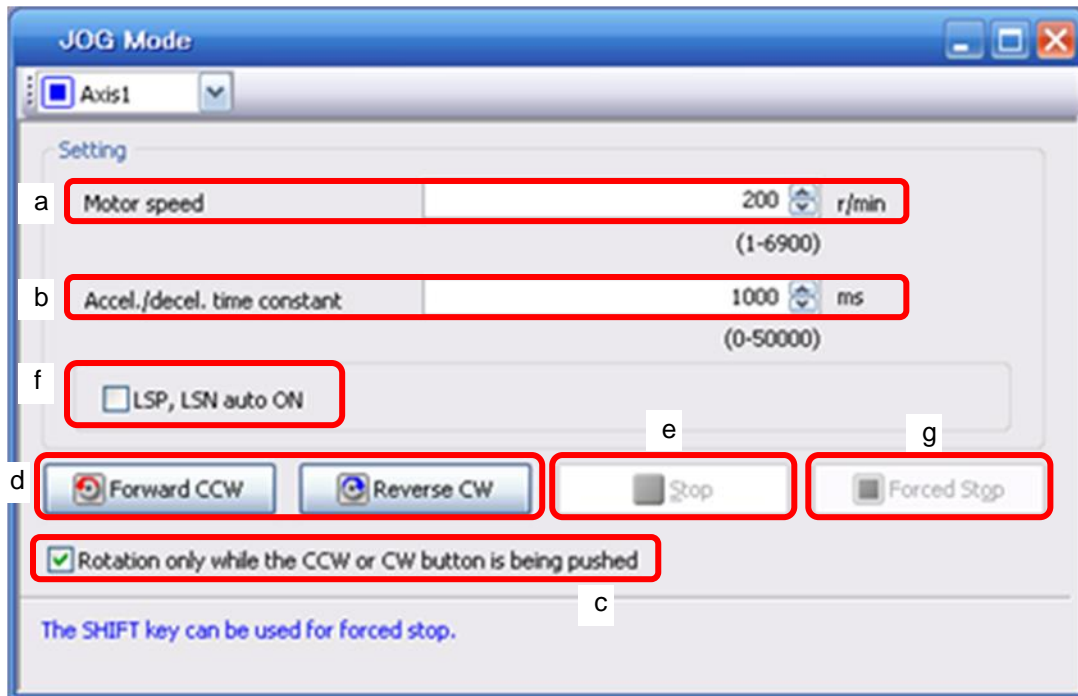 JOG Mode
Axis1
Setting
a Motor speed 200 r/min
(1-6900)
b Accel./decel. time constant 1000 ms
(0-50000)
f LSP, LSN auto ON
e g
d Forward CCW Reverse CW Stop Forced Stop
Rotation only while the CCW or CW button is being pushed
c
The SHIFT key can be used for forced stop.